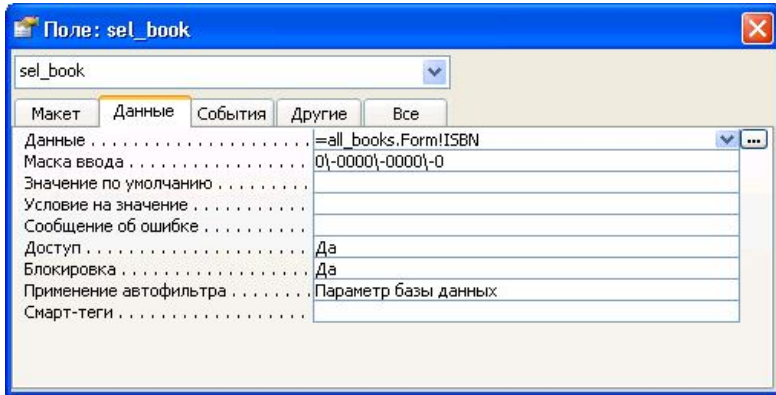 Поле: sel_book
sel_book
Макет Данные События Другие Все
Данные . . . . . . . . . . . . . . . . . . . . . . =all_books.Form!ISBN ...
Маска ввода . . . . . . . . . . . . . . . . . 0\-0000\-0000\-0
Значение по умолчанию . . . . . . . . .
Условие на значение . . . . . . . . . . .
Сообщение об ошибке . . . . . . . . . .
Доступ . . . . . . . . . . . . . . . . . . . . . . Да
Блокировка . . . . . . . . . . . . . . . . . . Да
Применение автофильтра . . . . . . . . Параметр базы данных
Смарт-теги . . . . . . . . . . . . . . . . . .